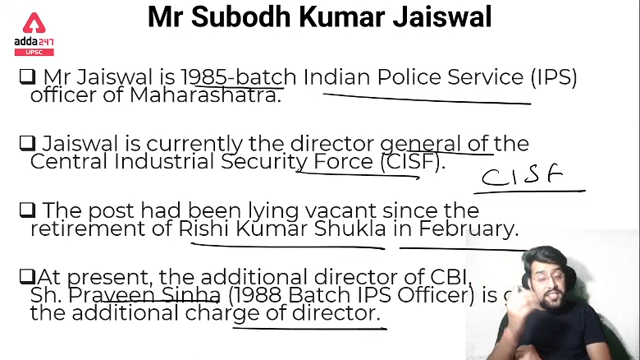 Mr Subodh Kumar Jaiswal
adda247
UPSC
Mr Jaiswal is 1985-batch Indian Police Service (IPS)
officer of Maharashatra.
Jaiswal is currently the director general of the
Central Industrial Security Force (CISF).
CISF
The post had been lying vacant since the
retirement of Rishi Kumar Shukla in February.
At present, the additional director of CBI,
Sh. Praveen Sinha (1988 Batch IPS Officer) is
the additional charge of director.